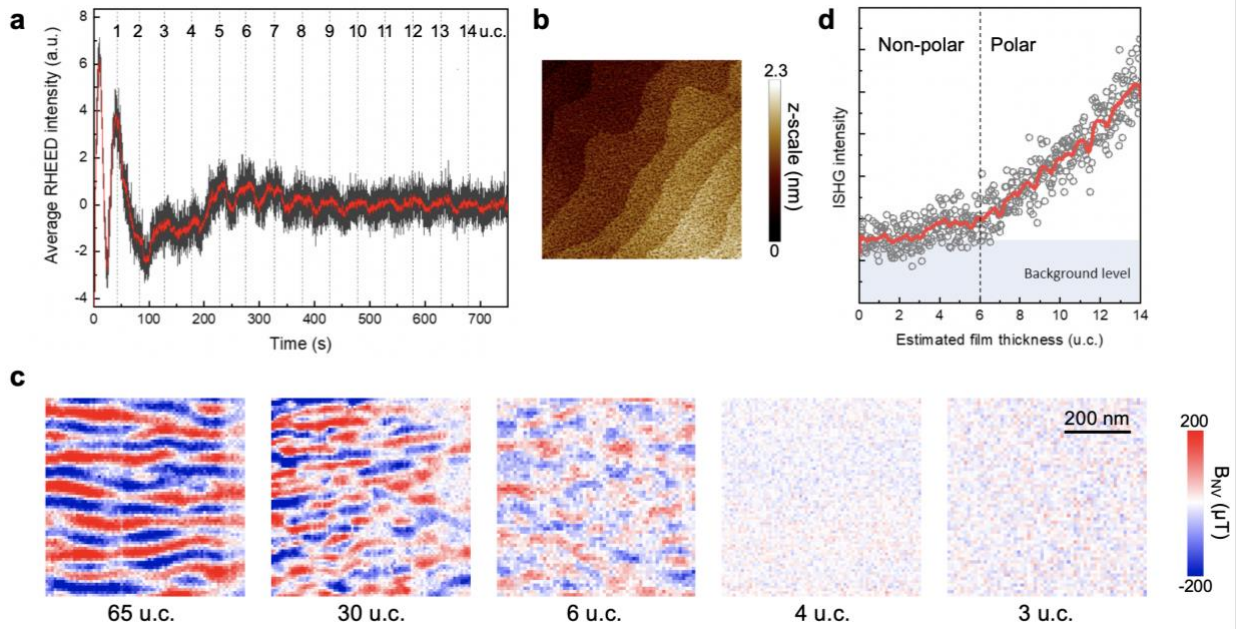 a
Average RHEED intensity (a.u.)
8
6
4
2
0
-2
-4
1 2 3 4 5 6 7 8 9 10 11 12 13 14 u.c.
0 100 200 300 400 500 600 700
Time (s)
b
2.3
z-scale (nm)
0
d
ISHG intensity
Non-polar
Polar
Background level
0 2 4 6 8 10 12 14
Estimated film thickness (u.c.)
c
200 nm
200
B_NV (μT)
-200
65 u.c.
30 u.c.
6 u.c.
4 u.c.
3 u.c.